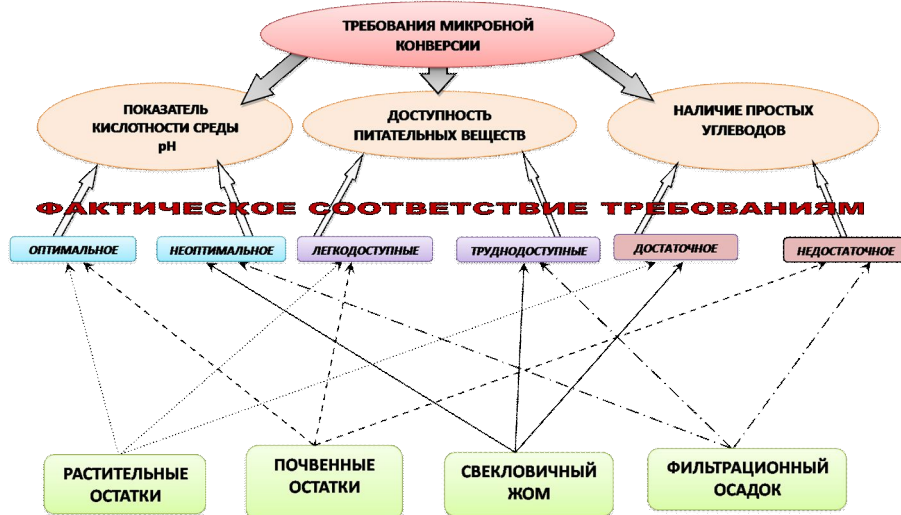 ТРЕБОВАНИЯ МИКРОБНОЙ
КОНВЕРСИИ
ПОКАЗАТЕЛЬ
КИСЛОТНОСТИ СРЕДЫ
pH
ДОСТУПНОСТЬ
ПИТАТЕЛЬНЫХ ВЕЩЕСТВ
НАЛИЧИЕ ПРОСТЫХ
УГЛЕВОДОВ
ФАКТИЧЕСКОЕ СООТВЕТСТВИЕ ТРЕБОВАНИЯМ
ОПТИМАЛЬНОЕ
НЕОПТИМАЛЬНОЕ
ЛЕГКОДОСТУПНЫЕ
ТРУДНОДОСТУПНЫЕ
ДОСТАТОЧНОЕ
НЕДОСТАТОЧНОЕ
РАСТИТЕЛЬНЫЕ
ОСТАТКИ
ПОЧВЕННЫЕ
ОСТАТКИ
СВЕКЛОВИЧНЫЙ
ЖОМ
ФИЛЬТРАЦИОННЫЙ
ОСАДОК